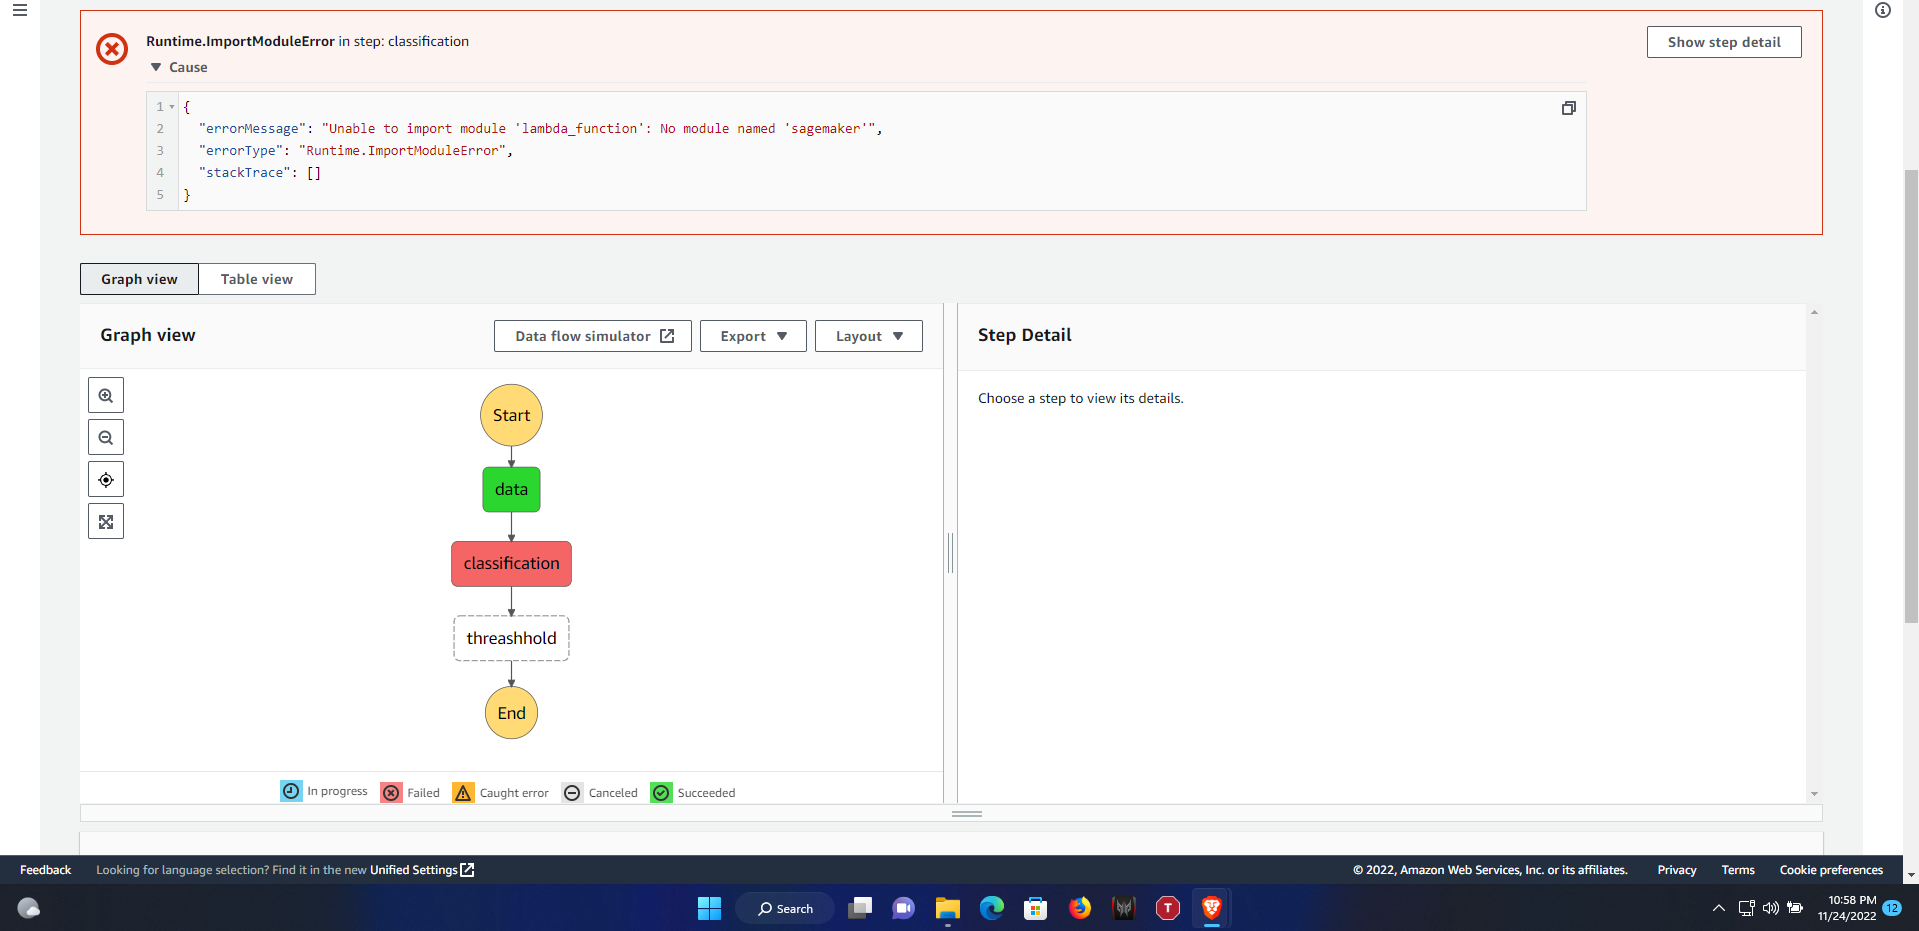 Runtime.ImportModuleError in step: classification
Show step detail
Cause
1 {
2 "errorMessage": "Unable to import module 'lambda_function': No module named 'sagemaker'",
3 "errorType": "Runtime.ImportModuleError",
4 "stackTrace": []
5 }
Graph view Table view
Graph view
Data flow simulator
Export
Layout
Step Detail
Choose a step to view its details.
Start
data
classification
threashhold
End
In progress Failed Caught error Canceled Succeeded
Feedback Looking for language selection? Find it in the new Unified Settings © 2022, Amazon Web Services, Inc. or its affiliates. Privacy Terms Cookie preferences
Search
T
10:58 PM
11/24/2022
12